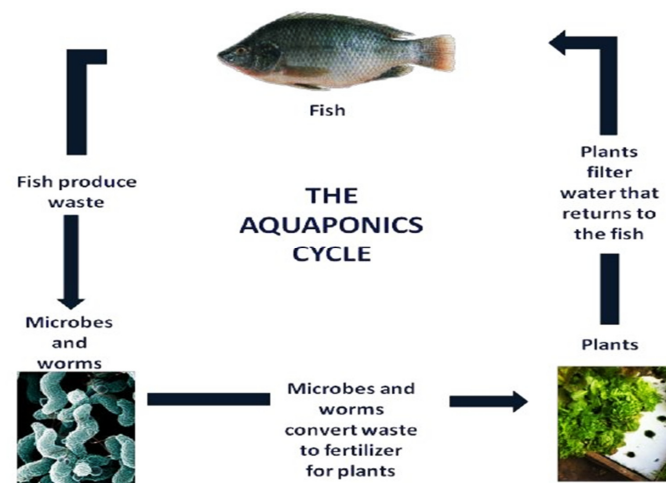 Fish
Fish produce
waste
THE
AQUAPONICS
CYCLE
Plants
filter
water that
returns to
the fish
Microbes
and
worms
Microbes and
worms
convert waste
to fertilizer
for plants
Plants